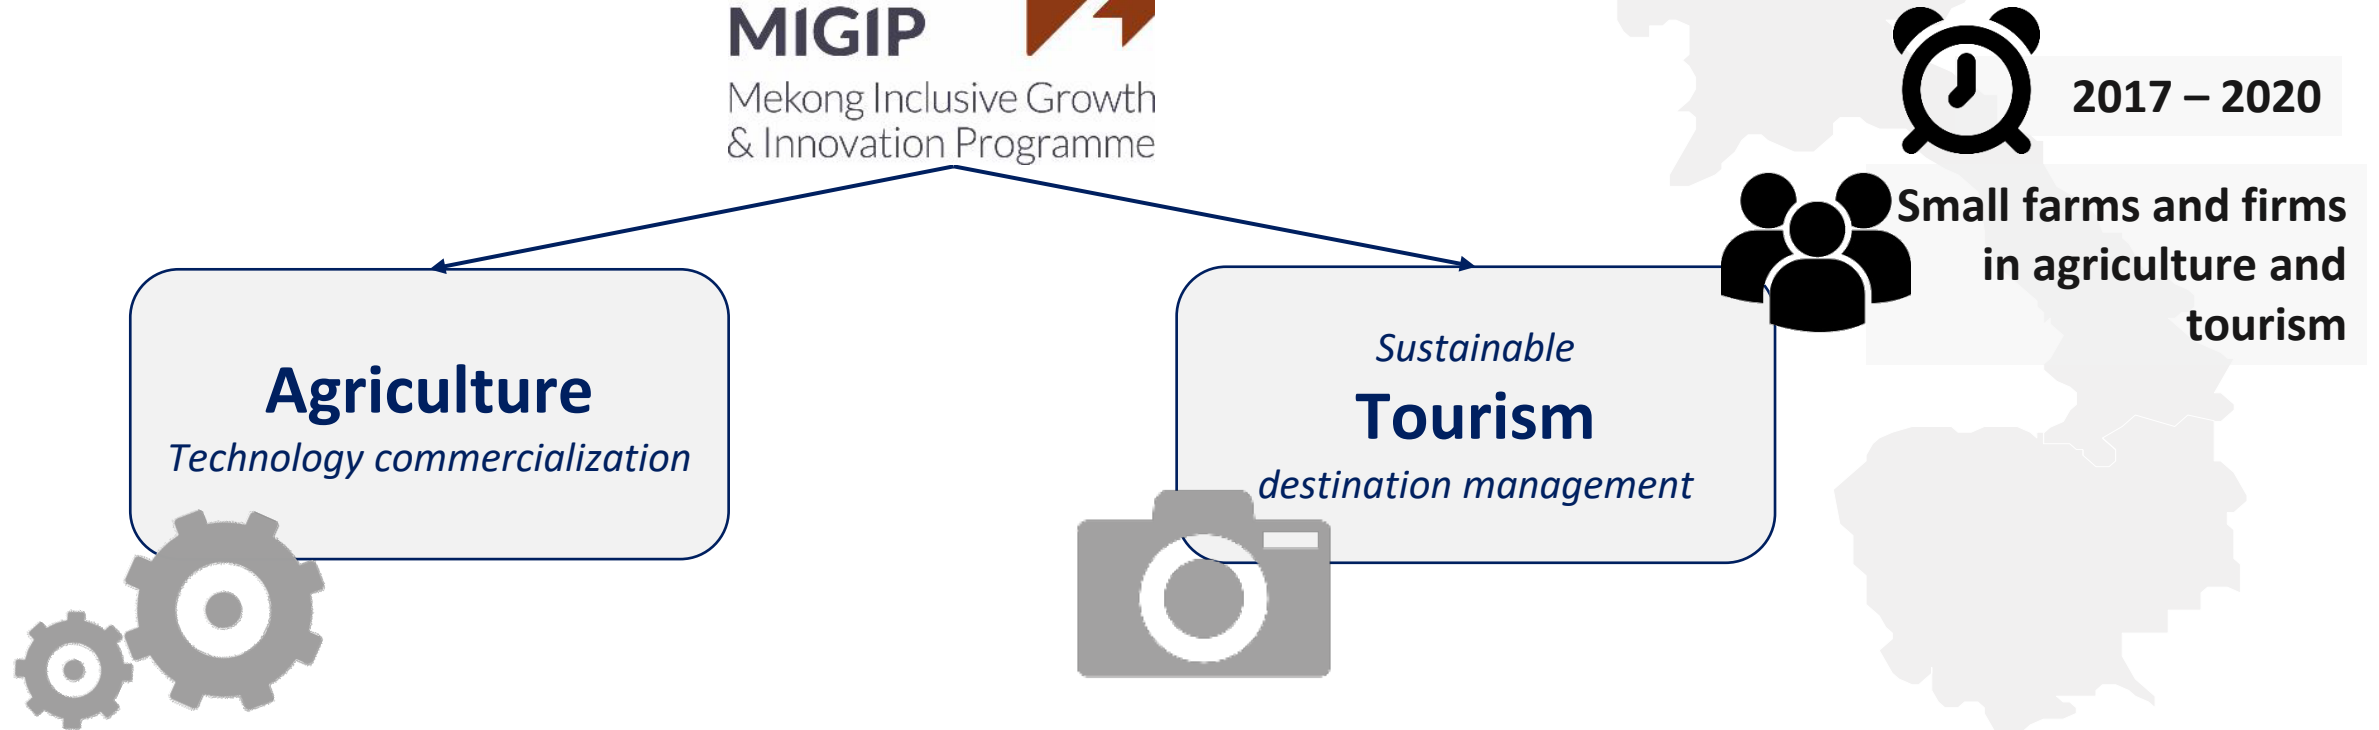 MIGIP
Mekong Inclusive Growth
& Innovation Programme
2017 – 2020
Small farms and firms
in agriculture and
tourism
Agriculture
Technology commercialization
Sustainable
Tourism
destination management